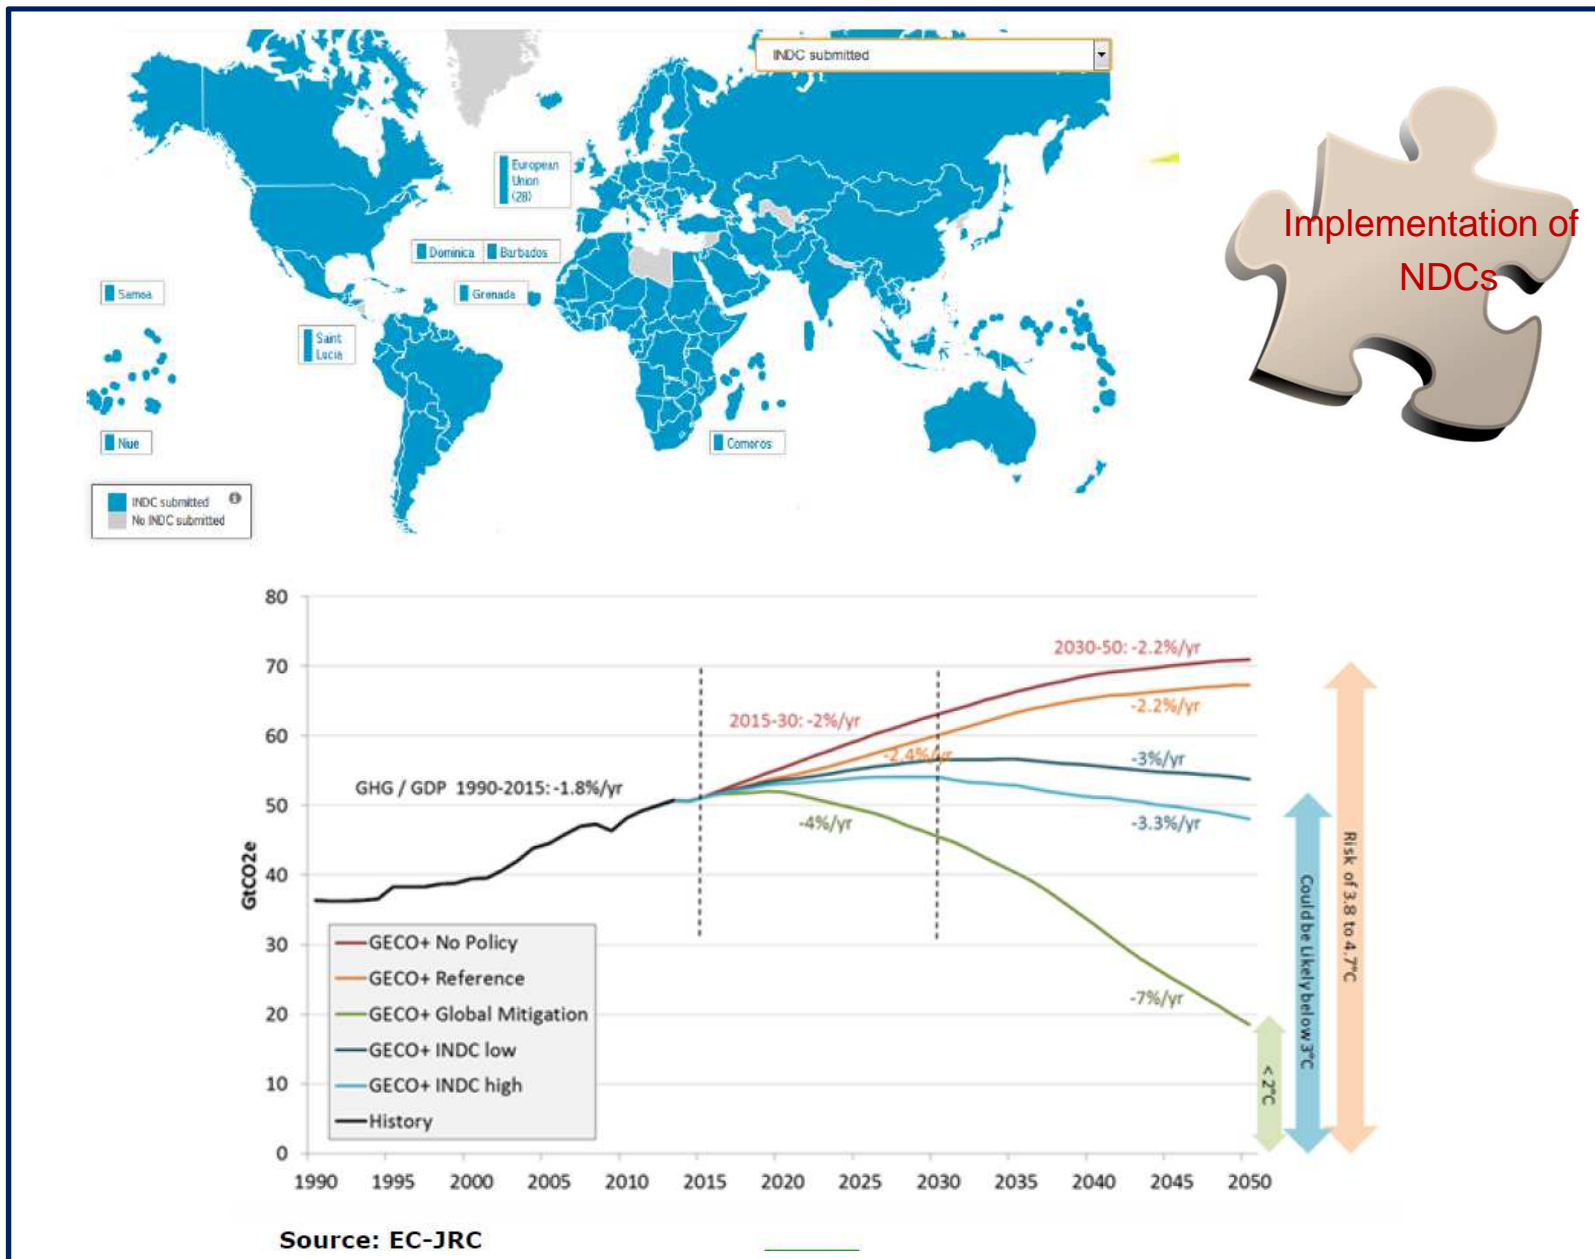 INDC submitted
European
Union
(28)
Dominica
Barbados
Samoa
Grenada
Saint
Lucia
Niue
Comoros
INDC submitted
No INDC submitted
Implementation of
NDCs
80
70
60
50
40
30
20
10
0
GtCO2e
2030-50: -2.2%/yr
2015-30: -2%/yr
-2.2%/yr
-2.4%/yr
-3%/yr
GHG / GDP 1990-2015: -1.8%/yr
-4%/yr
-3.3%/yr
-7%/yr
GECO+ No Policy
GECO+ Reference
GECO+ Global Mitigation
GECO+ INDC low
GECO+ INDC high
History
< 2°C
Could be Likely below 3°C
Risk of 3.8 to 4.7°C
1990 1995 2000 2005 2010 2015 2020 2025 2030 2035 2040 2045 2050
Source: EC-JRC